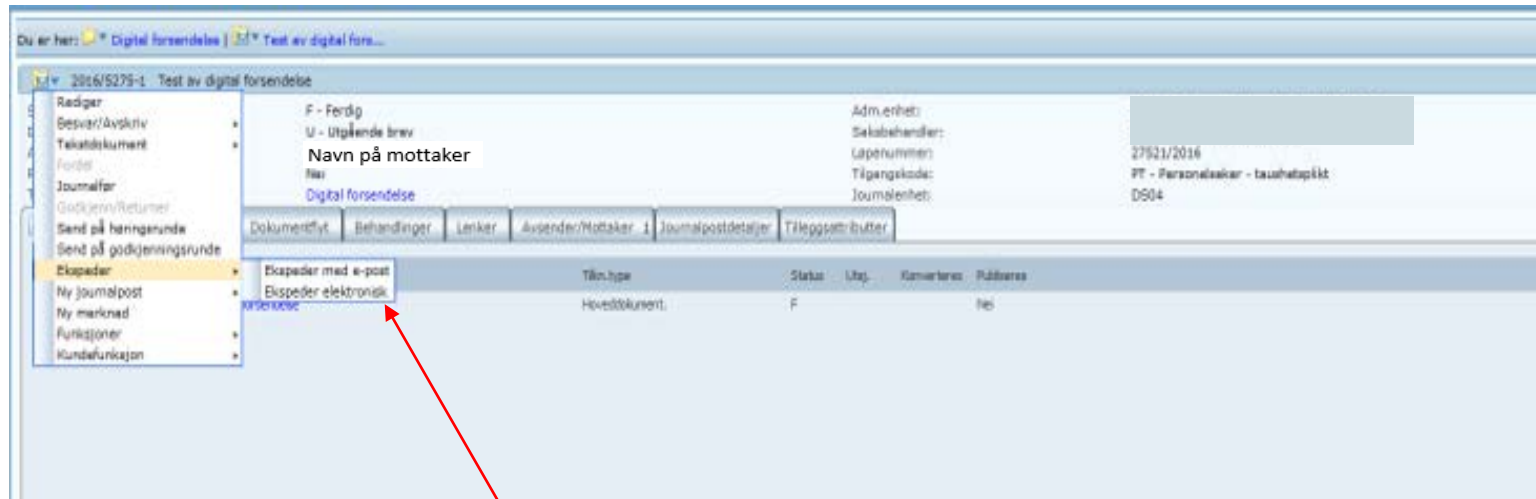 Du er her: Digital forsendelse | Test av digital fors...
2016/5275-1 Test av digital forsendelse
Rediger
Besvar/Avskriv
Tekstdokument
Fordel
Journalfør
Godkjenn/Returner
Send på høringsrunde
Send på godkjenningsrunde
Ekspeder
Ny journalpost
Ny merknad
Funksjoner
Kundefunksjon
Ekspeder med e-post
Ekspeder elektronisk
F - Ferdig
U - Utgående brev
Navn på mottaker
Nei
Digital forsendelse
Adm.enhet:
Saksbehandler:
Løpenummer: 27521/2016
Tilgangskode: PT - Personalsaker - taushetsplikt
Journalenhet: DS04
Dokumentflyt Behandlinger Lenker Avsender/Mottaker 1 Journalpostdetaljer Tilleggsattributter
Tilkn.type Status Utg. Konverteres Publiseres
forsendelse Hoveddokument. F Nei